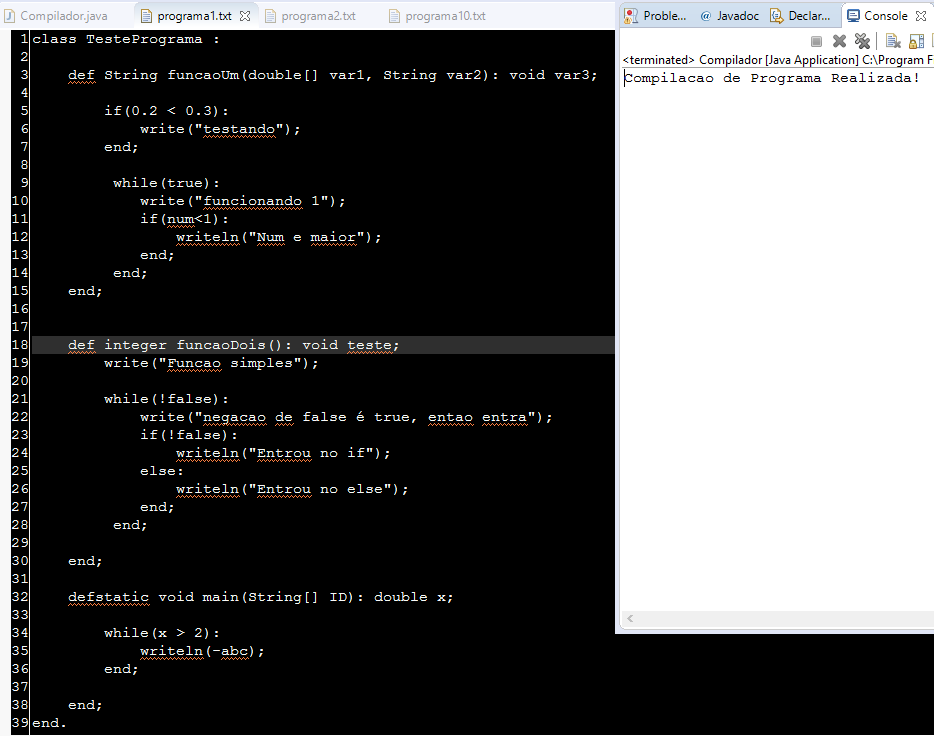 Compilador.java programa1.txt programa2.txt programa10.txt
Proble... @ Javadoc Declar... Console
<terminated> Compilador [Java Application] C:\Program F
Compilacao de Programa Realizada!
1 class TestePrograma :
2
3 def String funcaoUm(double[] var1, String var2): void var3;
4
5 if(0.2 < 0.3):
6 write("testando");
7 end;
8
9 while(true):
10 write("funcionando 1");
11 if(num<1):
12 writeln("Num e maior");
13 end;
14 end;
15 end;
16
17
18 def integer funcaoDois(): void teste;
19 write("Funcao simples");
20
21 while(!false):
22 write("negacao de false é true, entao entra");
23 if(!false):
24 writeln("Entrou no if");
25 else:
26 writeln("Entrou no else");
27 end;
28 end;
29
30 end;
31
32 defstatic void main(String[] ID): double x;
33
34 while(x > 2):
35 writeln(-abc);
36 end;
37
38 end;
39 end.